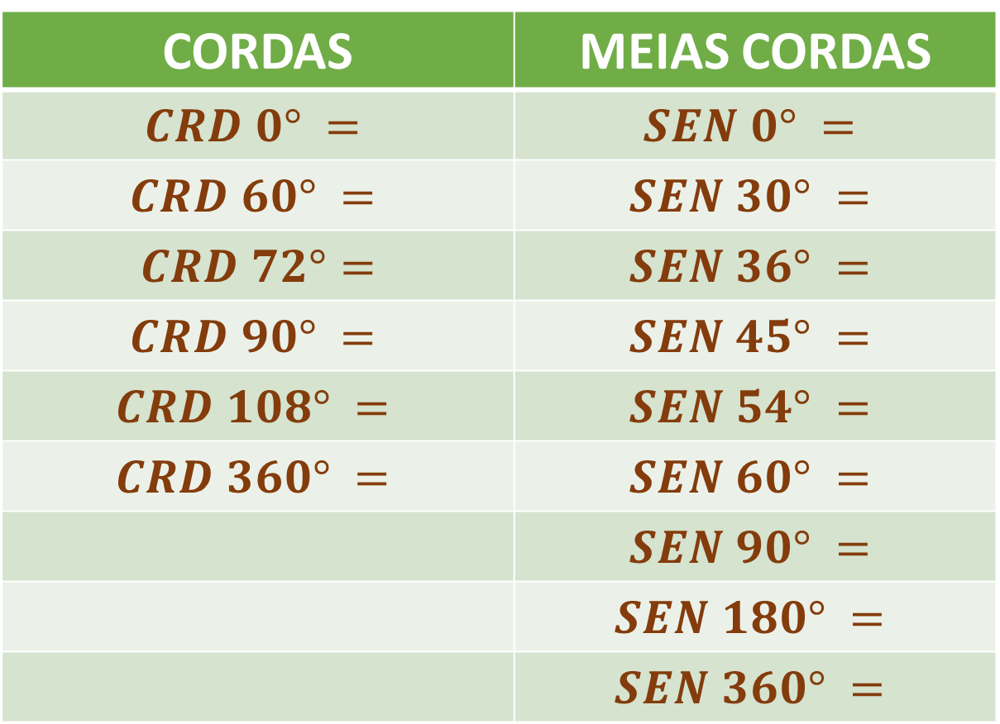 CORDAS MEIAS CORDAS
CRD 0° = SEN 0° =
CRD 60° = SEN 30° =
CRD 72° = SEN 36° =
CRD 90° = SEN 45° =
CRD 108° = SEN 54° =
CRD 360° = SEN 60° =
SEN 90° =
SEN 180° =
SEN 360° =